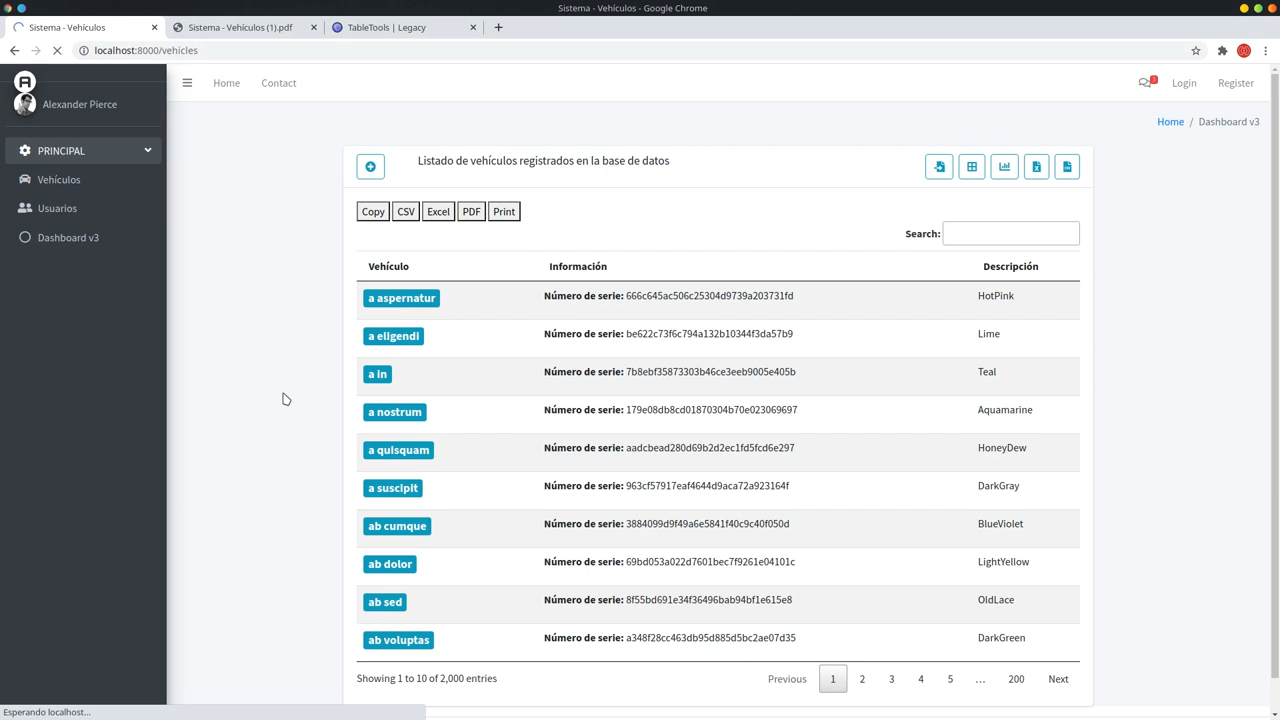 Sistema - Vehículos - Google Chrome
Sistema - Vehículos
Sistema - Vehículos (1).pdf
TableTools | Legacy
localhost:8000/vehicles
Alexander Pierce
Home
Contact
Login
Register
Home / Dashboard v3
PRINCIPAL
Vehículos
Usuarios
Dashboard v3
Listado de vehículos registrados en la base de datos
Copy CSV Excel PDF Print
Search:
Vehículo Información Descripción
a aspernatur Número de serie: 666c645ac506c25304d9739a203731fd HotPink
a eligendi Número de serie: be622c73f6c794a132b10344f3da57b9 Lime
a in Número de serie: 7b8ebf35873303b46ce3eeb9005e405b Teal
a nostrum Número de serie: 179e08db8cd01870304b70e023069697 Aquamarine
a quisquam Número de serie: aadcbead280d69b2d2ec1fd5fcd6e297 HoneyDew
a suscipit Número de serie: 963cf57917eaf4644d9aca72a923164f DarkGray
ab cumque Número de serie: 3884099d9f49a6e5841f40c9c40f050d BlueViolet
ab dolor Número de serie: 69bd053a022d7601bec7f9261e04101c LightYellow
ab sed Número de serie: 8f55bd691e34f36496bab94bf1e615e8 OldLace
ab voluptas Número de serie: a348f28cc463db95d885d5bc2ae07d35 DarkGreen
Showing 1 to 10 of 2,000 entries
Previous 1 2 3 4 5 … 200 Next
Esperando localhost...